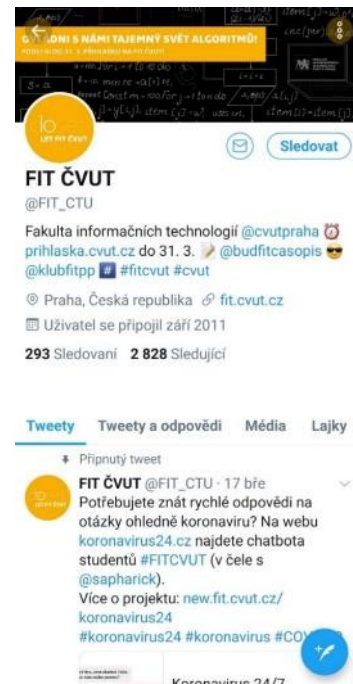 NI S NÁMI TAJEMNÝ SVĚT ALGORITMŮ!
LET FIT ČVUT
Sledovat
FIT ČVUT
@FIT_CTU
Fakulta informačních technologií @cvutpraha
prihlaska.cvut.cz do 31. 3. @budfitcasopis
@klubfitpp # #fitcvut #cvut
Praha, Česká republika fit.cvut.cz
Uživatel se připojil září 2011
293 Sledovaní 2 828 Sledující
Tweety Tweety a odpovědi Média Lajky
Připnutý tweet
FIT ČVUT @FIT_CTU · 17 bře
Potřebujete znát rychlé odpovědi na
otázky ohledně koronaviru? Na webu
koronavirus24.cz najdete chatbota
studentů #FITCVUT (v čele s
@sapharick).
Více o projektu: new.fit.cvut.cz/
koronavirus24
#koronavirus24 #koronavirus
Koronavirus 24/7